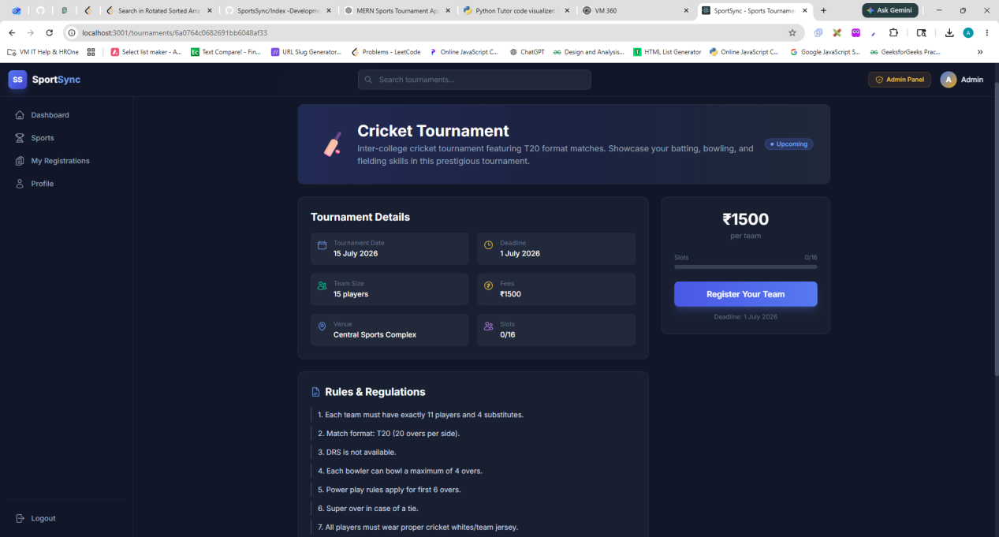 Search in Rotated Sorted Arra
SportsSync/Index -Developme
MERN Sports Tournament Ap
Python Tutor code visualizer:
VM 360
SportSync - Sports Tourname
Ask Gemini
localhost:3001/tournaments/6a0764c0682691bb6048af33
VM IT Help & HROne
Select list maker - A...
Text Compare! - Fin...
URL Slug Generator...
Problems - LeetCode
Online JavaScript C...
ChatGPT
Design and Analysis...
HTML List Generator
Online JavaScript C...
Google JavaScript S...
GeeksforGeeks Prac...
SS
SportSync
Search tournaments...
Admin Panel
A
Admin
Dashboard
Sports
My Registrations
Profile
Logout
Cricket Tournament
Inter-college cricket tournament featuring T20 format matches. Showcase your batting, bowling, and
fielding skills in this prestigious tournament.
Upcoming
Tournament Details
Tournament Date
15 July 2026
Deadline
1 July 2026
Team Size
15 players
Fees
₹1500
Venue
Central Sports Complex
Slots
0/16
₹1500
per team
Slots
0/16
Register Your Team
Deadline: 1 July 2026
Rules & Regulations
1. Each team must have exactly 11 players and 4 substitutes.
2. Match format: T20 (20 overs per side).
3. DRS is not available.
4. Each bowler can bowl a maximum of 4 overs.
5. Power play rules apply for first 6 overs.
6. Super over in case of a tie.
7. All players must wear proper cricket whites/team jersey.